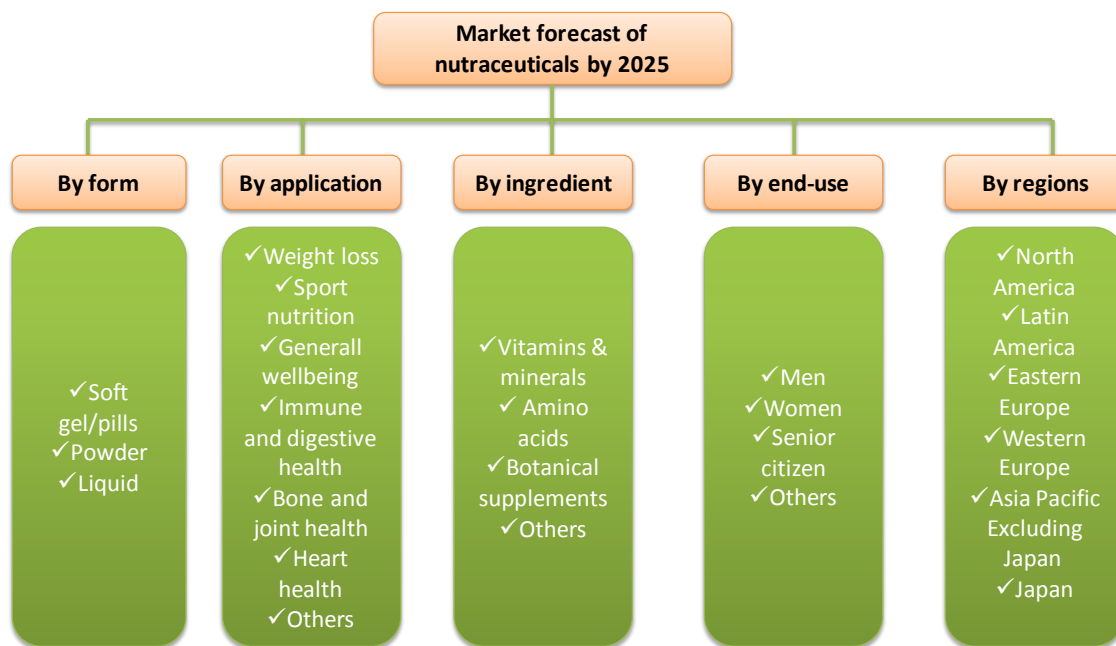 Market forecast of
nutraceuticals by 2025
By form
✓Soft
gel/pills
✓Powder
✓Liquid
By application
✓Weight loss
✓Sport
nutrition
✓Generall
wellbeing
✓Immune
and digestive
health
✓Bone and
joint health
✓Heart
health
✓Others
By ingredient
✓Vitamins &
minerals
✓Amino
acids
✓Botanical
supplements
✓Others
By end-use
✓Men
✓Women
✓Senior
citizen
✓Others
By regions
✓North
America
✓Latin
America
✓Eastern
Europe
✓Western
Europe
✓Asia Pacific
Excluding
Japan
✓Japan